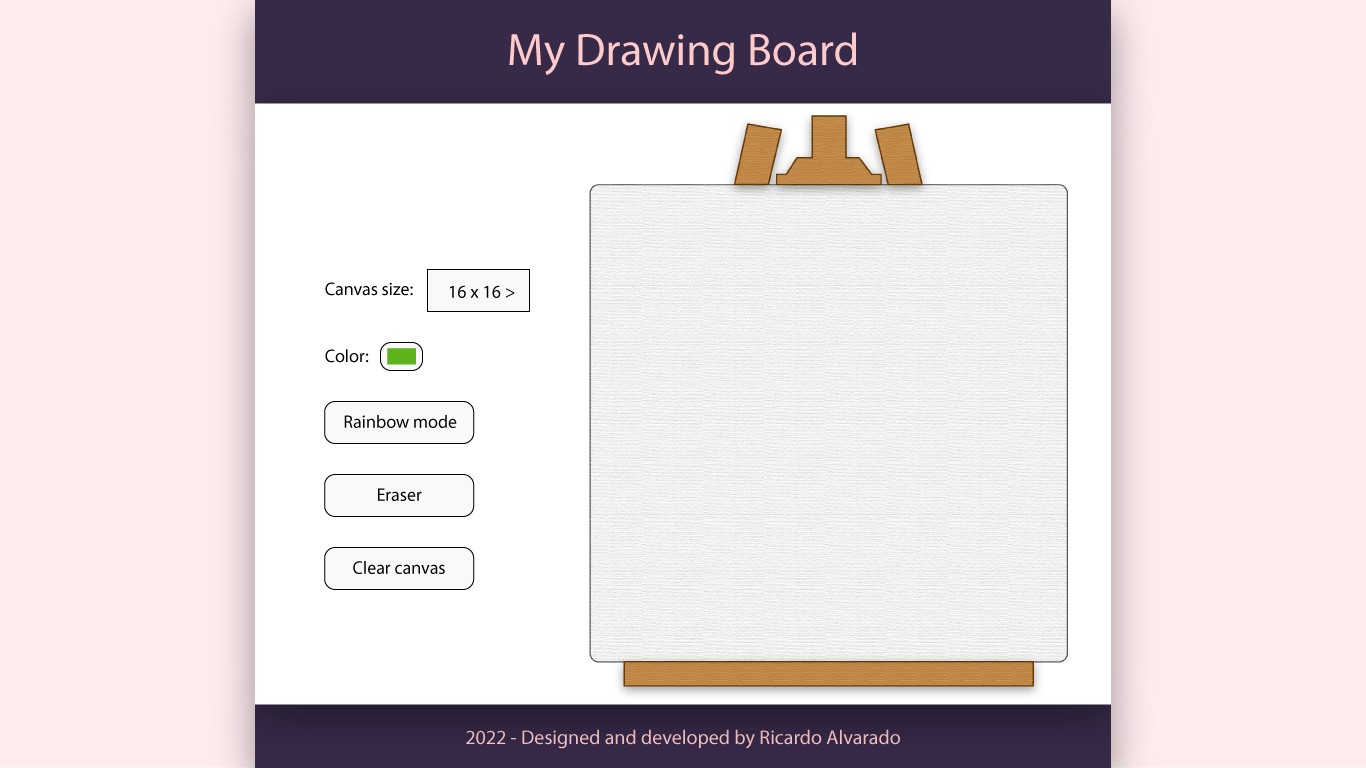 My Drawing Board
Canvas size:
16 x 16 >
Color:
Rainbow mode
Eraser
Clear canvas
2022 - Designed and developed by Ricardo Alvarado